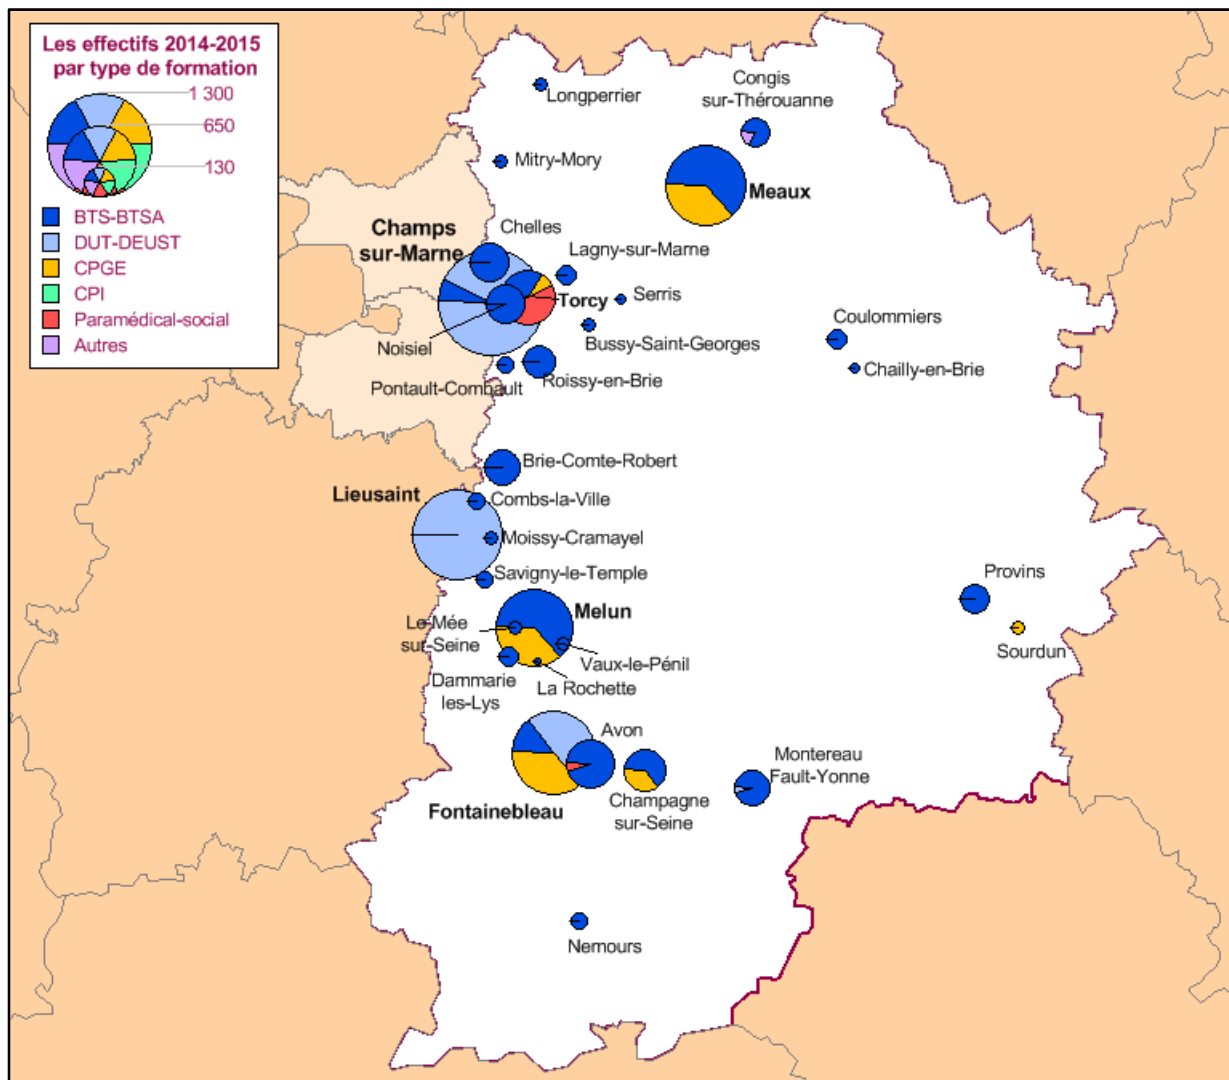 Les effectifs 2014-2015
par type de formation
1 300
650
130
BTS-BTSA
DUT-DEUST
CPGE
CPI
Paramédical-social
Autres
Longperrier
Congis
sur-Thérouanne
Mitry-Mory
Meaux
Champs
sur-Marne
Chelles
Lagny-sur-Marne
Serris
Torcy
Noisiel
Bussy-Saint-Georges
Coulommiers
Chailly-en-Brie
Pontault-Combault
Roissy-en-Brie
Brie-Comte-Robert
Lieusaint
Combs-la-Ville
Moissy-Cramayel
Savigny-le-Temple
Provins
Sourdun
Melun
Le-Mée
sur-Seine
Vaux-le-Pénil
Dammarie
les-Lys
La Rochette
Avon
Fontainebleau
Champagne
sur-Seine
Montereau
Fault-Yonne
Nemours